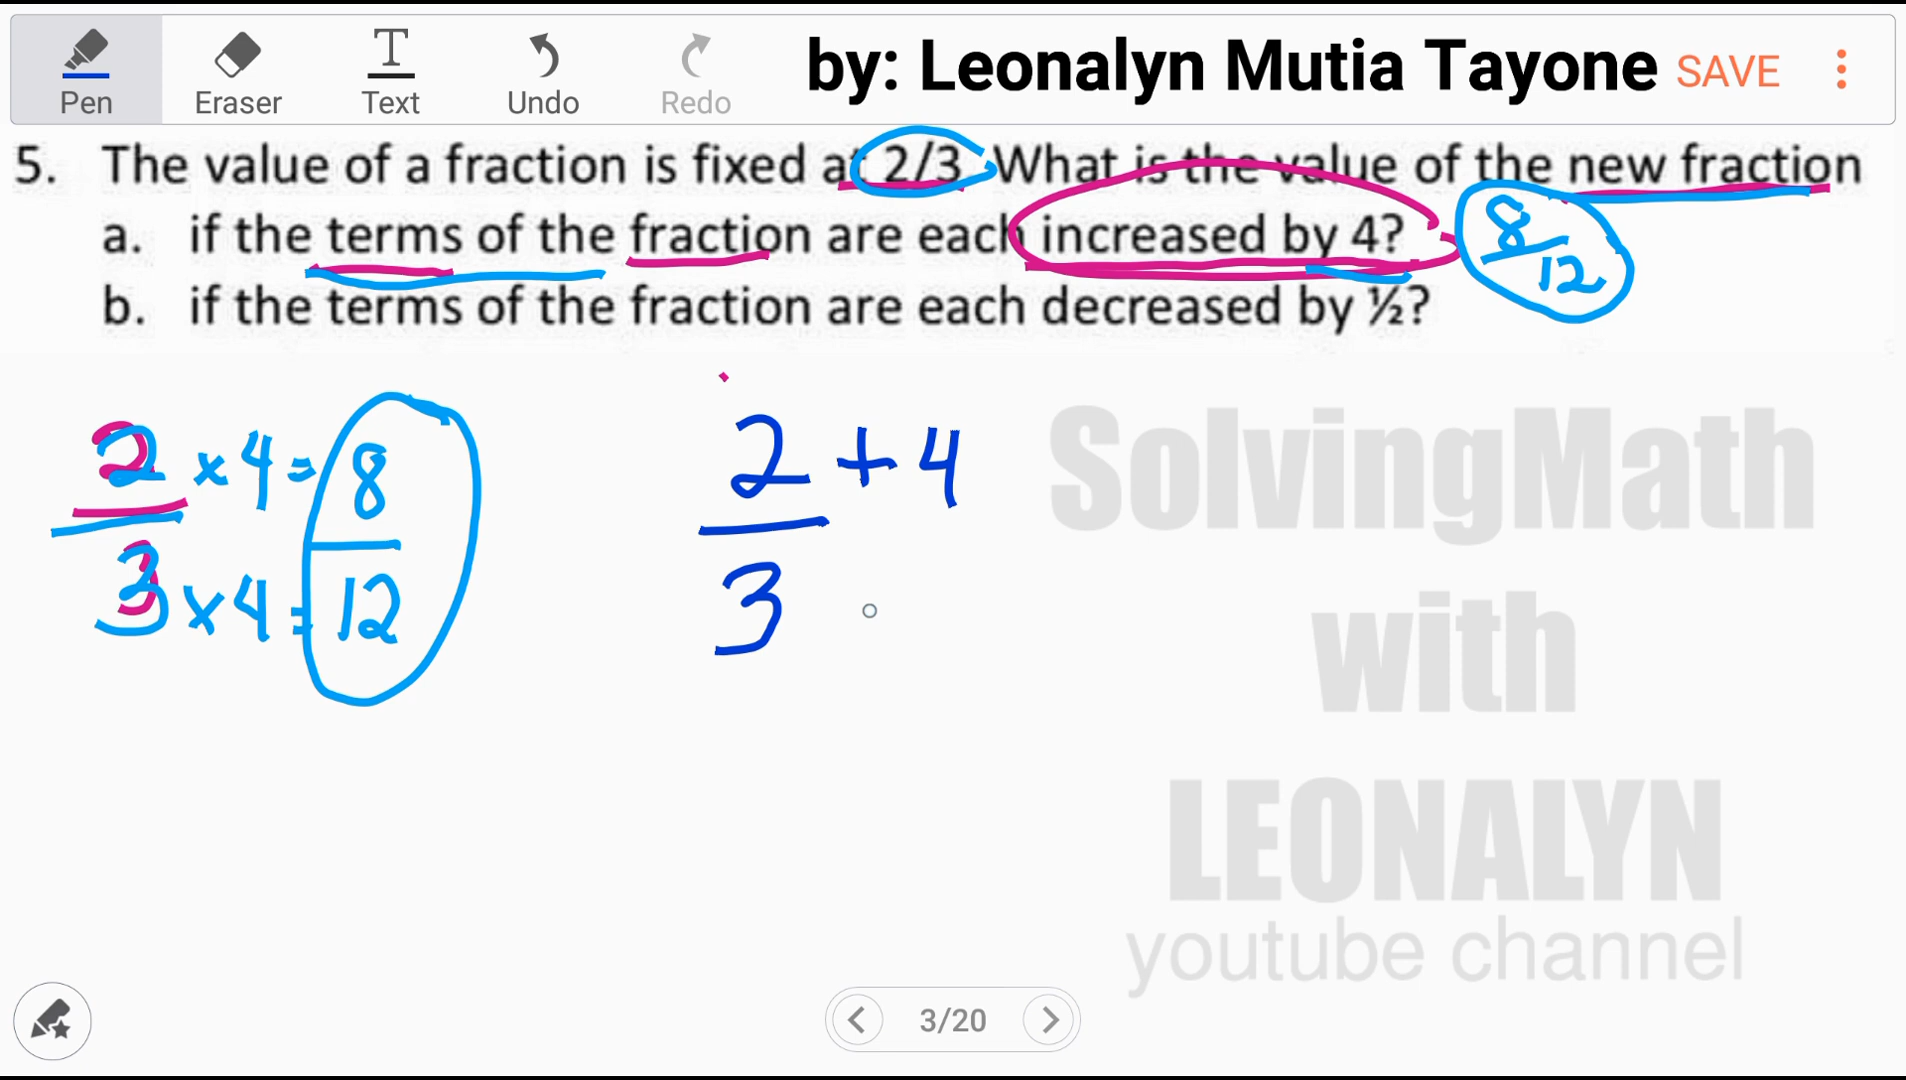 by: Leonalyn Mutia Tayone SAVE
Pen Eraser Text Undo Redo
5. The value of a fraction is fixed at 2/3. What is the value of the new fraction
a. if the terms of the fraction are each increased by 4? 8/12
b. if the terms of the fraction are each decreased by ½?
2 × 4 = 8
3 × 4 = 12
2 + 4
3
SolvingMath
with
LEONALYN
youtube channel
3/20